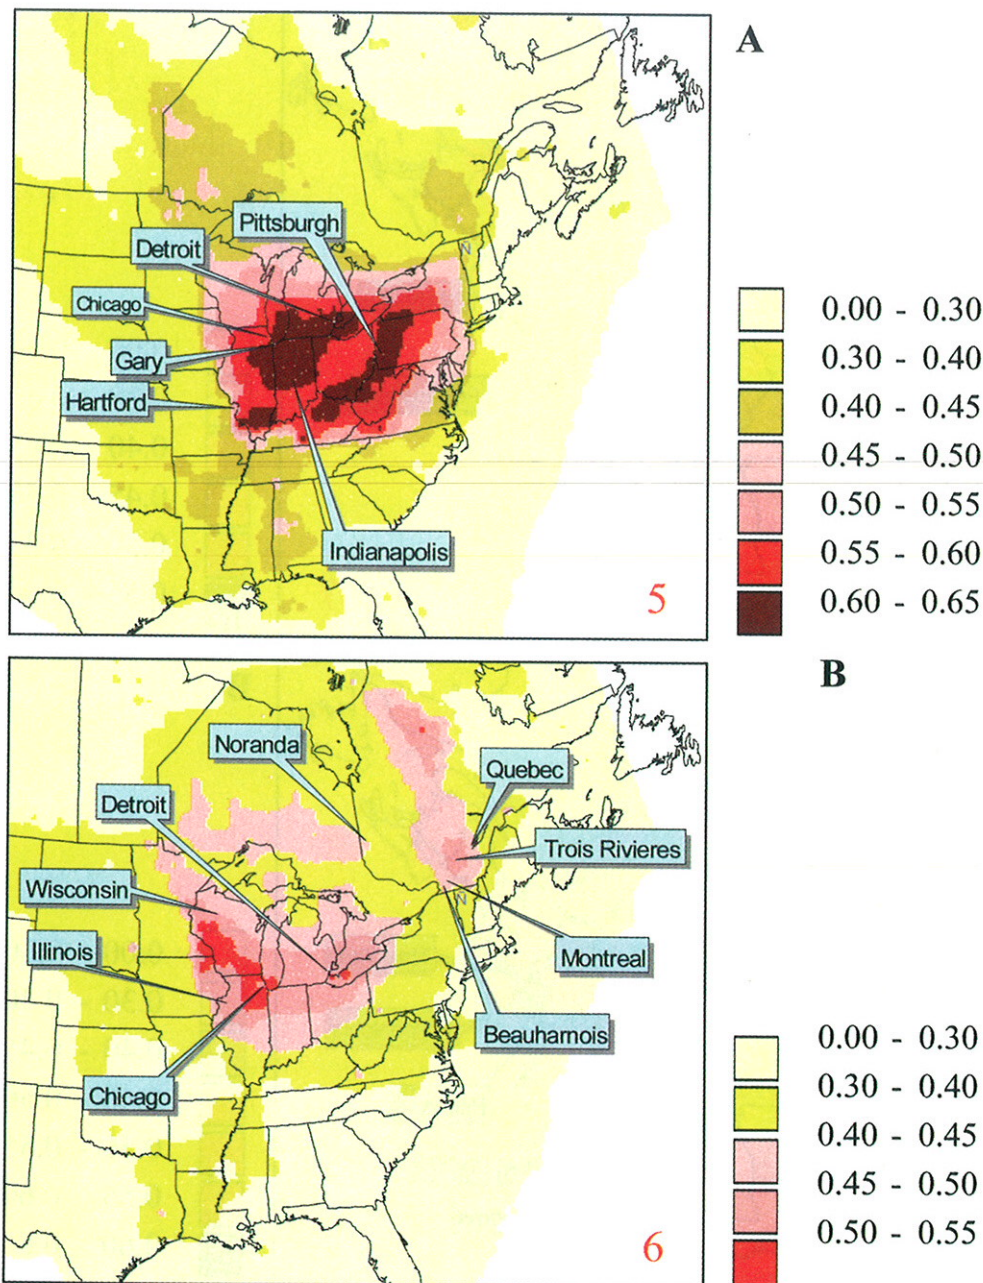 A
Pittsburgh
Detroit
Chicago
Gary
Hartford
Indianapolis
N
5
0.00 - 0.30
0.30 - 0.40
0.40 - 0.45
0.45 - 0.50
0.50 - 0.55
0.55 - 0.60
0.60 - 0.65
B
Noranda
Quebec
Detroit
Trois Rivieres
Wisconsin
N
Illinois
Montreal
Beauharnois
Chicago
6
0.00 - 0.30
0.30 - 0.40
0.40 - 0.45
0.45 - 0.50
0.50 - 0.55